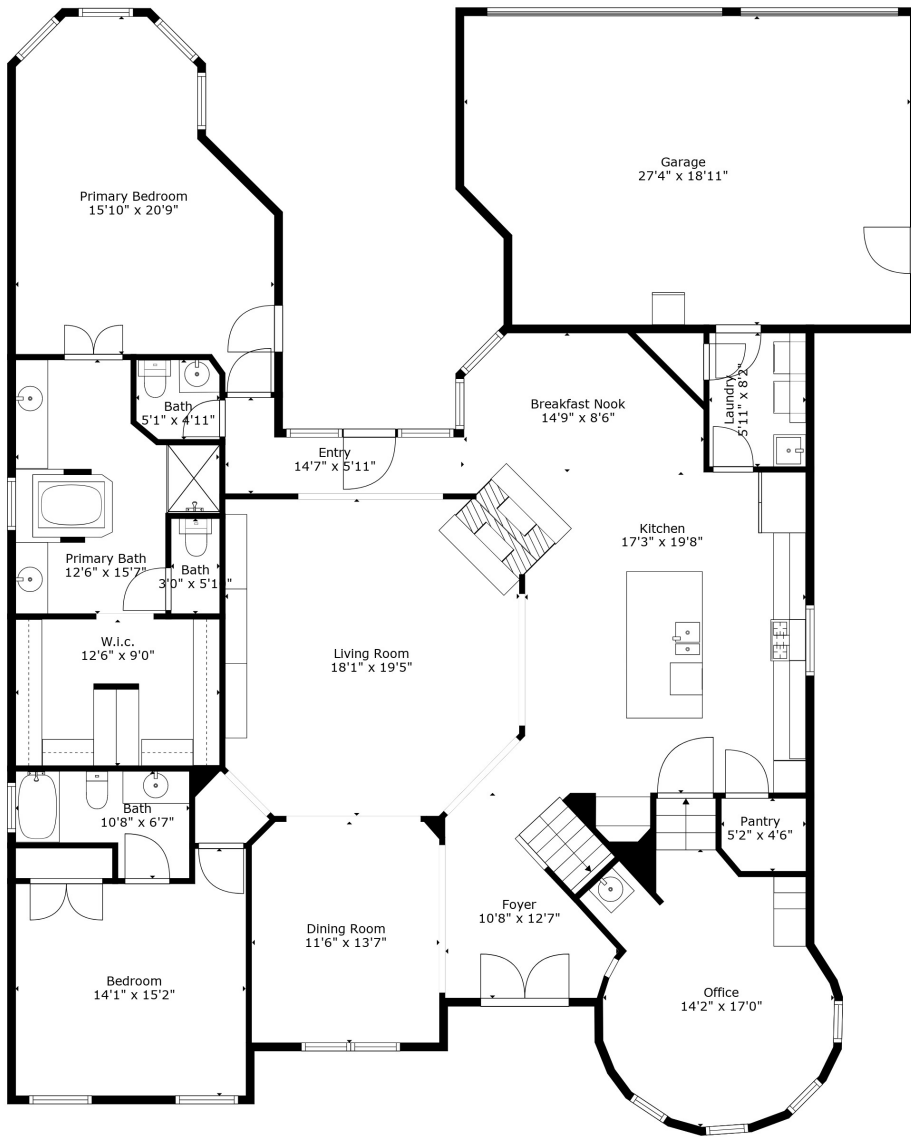 Garage
27'4" x 18'11"
Primary Bedroom
15'10" x 20'9"
Bath
5'1" x 4'11"
Breakfast Nook
14'9" x 8'6"
Laundry
5'11" x 8'2"
Entry
14'7" x 5'11"
Kitchen
17'3" x 19'8"
Primary Bath
12'6" x 15'7"
Bath
3'0" x 5'1
W.i.c.
12'6" x 9'0"
Living Room
18'1" x 19'5"
Bath
10'8" x 6'7"
Pantry
5'2" x 4'6"
Foyer
10'8" x 12'7"
Dining Room
11'6" x 13'7"
Bedroom
14'1" x 15'2"
Office
14'2" x 17'0"